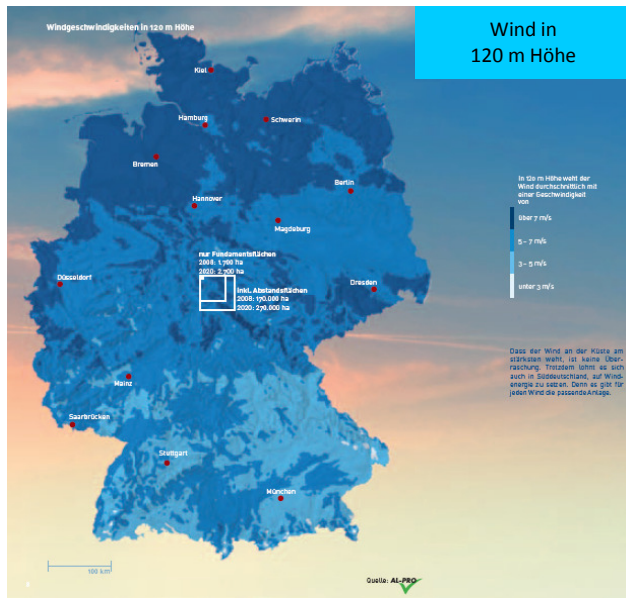 Windgeschwindigkeiten in 120 m Höhe
Wind in
120 m Höhe
Kiel
Hamburg
Schwerin
Bremen
Berlin
Hannover
Magdeburg
In 120 m Höhe weht der
Wind durchschnittlich mit
einer Geschwindigkeit
von
über 7 m/s
5 – 7 m/s
3 – 5 m/s
unter 3 m/s
nur Fundamentsflächen
2008: 1.700 ha
2020: 2.700 ha
inkl. Abstandsflächen
2008: 170.000 ha
2020: 270.000 ha
Düsseldorf
Dresden
Dass der Wind an der Küste am
stärksten weht, ist keine Über-
raschung. Trotzdem lohnt es sich
auch in Süddeutschland, auf Wind-
energie zu setzen. Denn es gibt für
jeden Wind die passende Anlage.
Mainz
Saarbrücken
Stuttgart
München
100 km
Quelle: AL-PRO